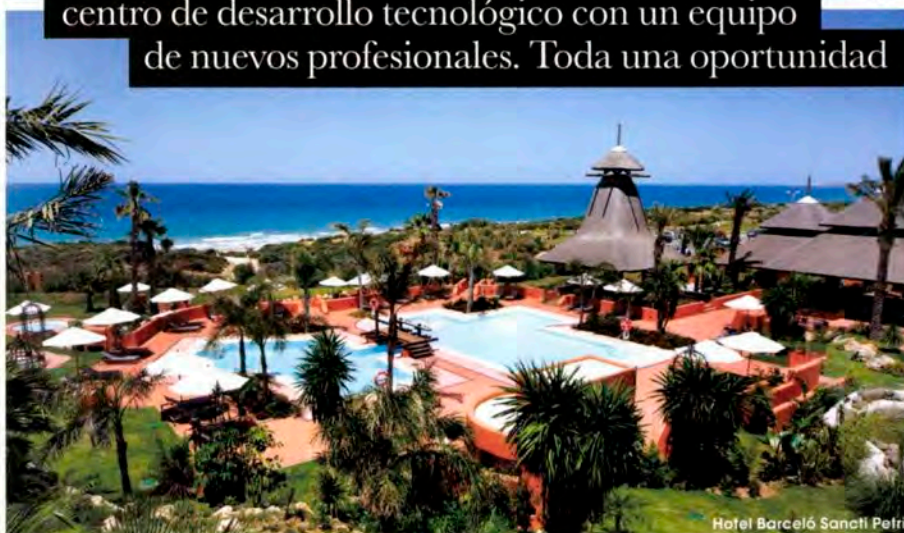 centro de desarrollo tecnológico con un equipo
de nuevos profesionales. Toda una oportunidad
Hotel Barceló Sancti Petri